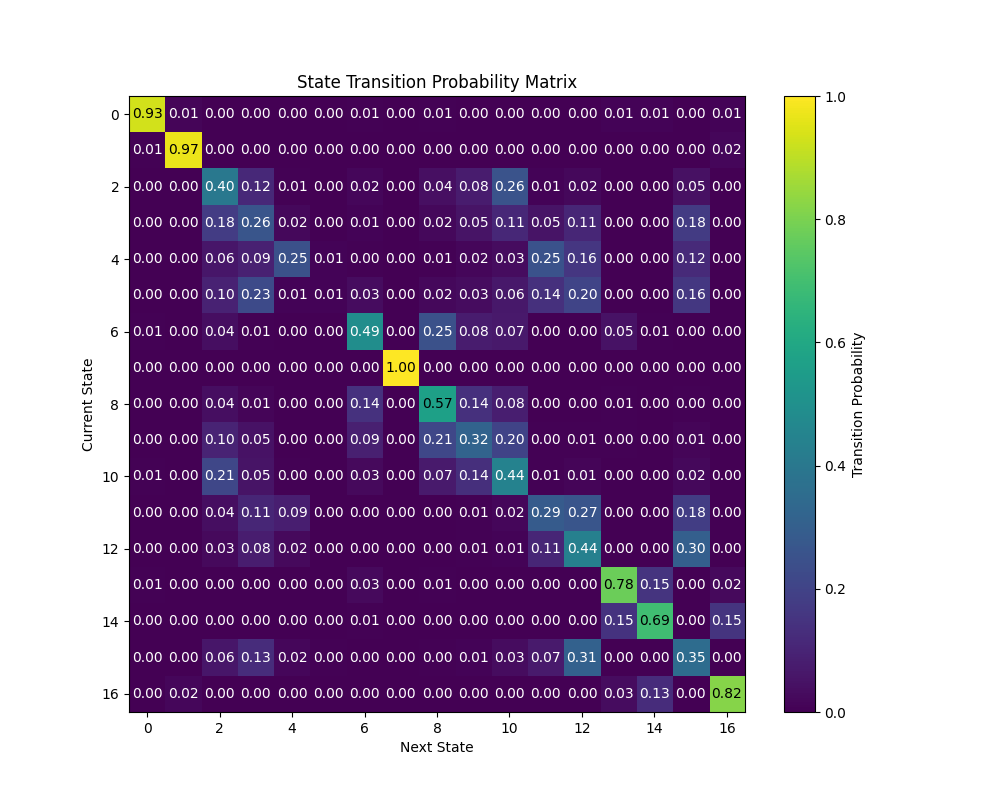 State Transition Probability Matrix
0 0.93 0.01 0.00 0.00 0.00 0.00 0.01 0.00 0.01 0.00 0.00 0.00 0.00 0.01 0.01 0.00 0.01
0.01 0.97 0.00 0.00 0.00 0.00 0.00 0.00 0.00 0.00 0.00 0.00 0.00 0.00 0.00 0.00 0.02
2 0.00 0.00 0.40 0.12 0.01 0.00 0.02 0.00 0.04 0.08 0.26 0.01 0.02 0.00 0.00 0.05 0.00
0.00 0.00 0.18 0.26 0.02 0.00 0.01 0.00 0.02 0.05 0.11 0.05 0.11 0.00 0.00 0.18 0.00
4 0.00 0.00 0.06 0.09 0.25 0.01 0.00 0.00 0.01 0.02 0.03 0.25 0.16 0.00 0.00 0.12 0.00
0.00 0.00 0.10 0.23 0.01 0.01 0.03 0.00 0.02 0.03 0.06 0.14 0.20 0.00 0.00 0.16 0.00
6 0.01 0.00 0.04 0.01 0.00 0.00 0.49 0.00 0.25 0.08 0.07 0.00 0.00 0.05 0.01 0.00 0.00
0.00 0.00 0.00 0.00 0.00 0.00 0.00 1.00 0.00 0.00 0.00 0.00 0.00 0.00 0.00 0.00 0.00
8 0.00 0.00 0.04 0.01 0.00 0.00 0.14 0.00 0.57 0.14 0.08 0.00 0.00 0.01 0.00 0.00 0.00
0.00 0.00 0.10 0.05 0.00 0.00 0.09 0.00 0.21 0.32 0.20 0.00 0.01 0.00 0.00 0.01 0.00
10 0.01 0.00 0.21 0.05 0.00 0.00 0.03 0.00 0.07 0.14 0.44 0.01 0.01 0.00 0.00 0.02 0.00
0.00 0.00 0.04 0.11 0.09 0.00 0.00 0.00 0.00 0.01 0.02 0.29 0.27 0.00 0.00 0.18 0.00
12 0.00 0.00 0.03 0.08 0.02 0.00 0.00 0.00 0.00 0.01 0.01 0.11 0.44 0.00 0.00 0.30 0.00
0.01 0.00 0.00 0.00 0.00 0.00 0.03 0.00 0.01 0.00 0.00 0.00 0.00 0.78 0.15 0.00 0.02
14 0.00 0.00 0.00 0.00 0.00 0.00 0.01 0.00 0.00 0.00 0.00 0.00 0.00 0.15 0.69 0.00 0.15
0.00 0.00 0.06 0.13 0.02 0.00 0.00 0.00 0.00 0.01 0.03 0.07 0.31 0.00 0.00 0.35 0.00
16 0.00 0.02 0.00 0.00 0.00 0.00 0.00 0.00 0.00 0.00 0.00 0.00 0.00 0.03 0.13 0.00 0.82
0 2 4 6 8 10 12 14 16
Next State
Current State
1.0
0.8
0.6
0.4
0.2
0.0
Transition Probability